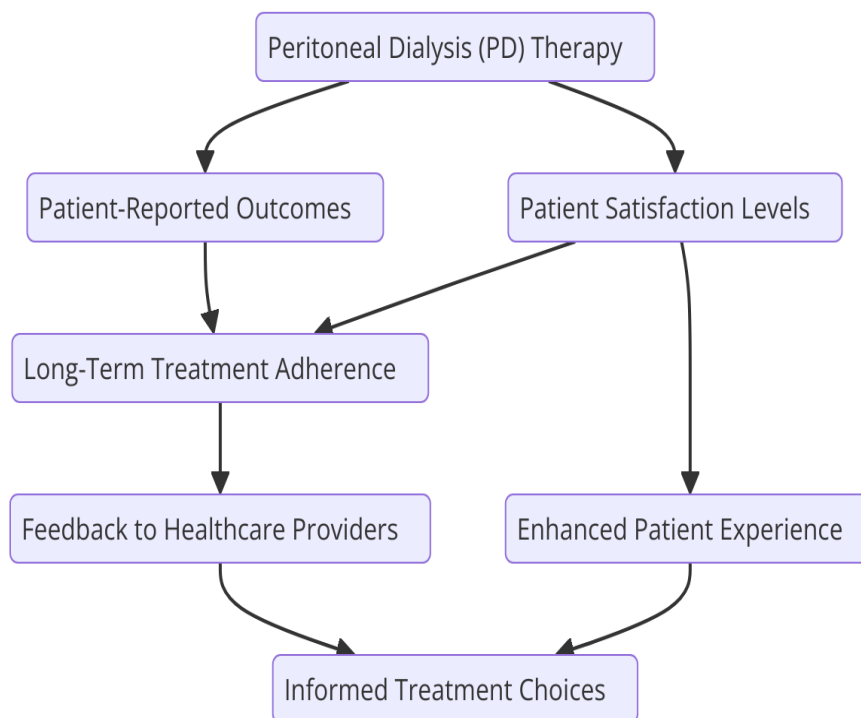 Peritoneal Dialysis (PD) Therapy
Patient-Reported Outcomes
Patient Satisfaction Levels
Long-Term Treatment Adherence
Feedback to Healthcare Providers
Enhanced Patient Experience
Informed Treatment Choices